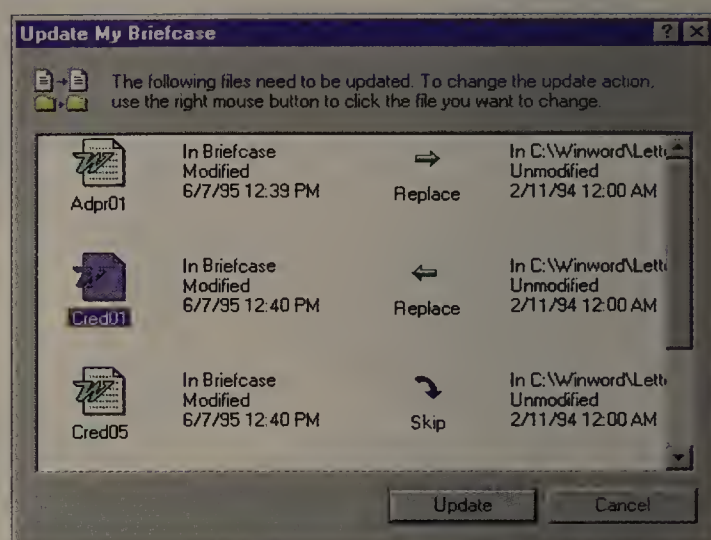 Update My Briefcase
The following files need to be updated. To change the update action,
use the right mouse button to click the file you want to change.
Adpr01
In Briefcase
Modified
6/7/95 12:39 PM
Replace
In C:\Winword\Lett
Unmodified
2/11/94 12:00 AM
Cred01
In Briefcase
Modified
6/7/95 12:40 PM
Replace
In C:\Winword\Lett
Unmodified
2/11/94 12:00 AM
Cred05
In Briefcase
Modified
6/7/95 12:40 PM
Skip
In C:\Winword\Lett
Unmodified
2/11/94 12:00 AM
Update
Cancel